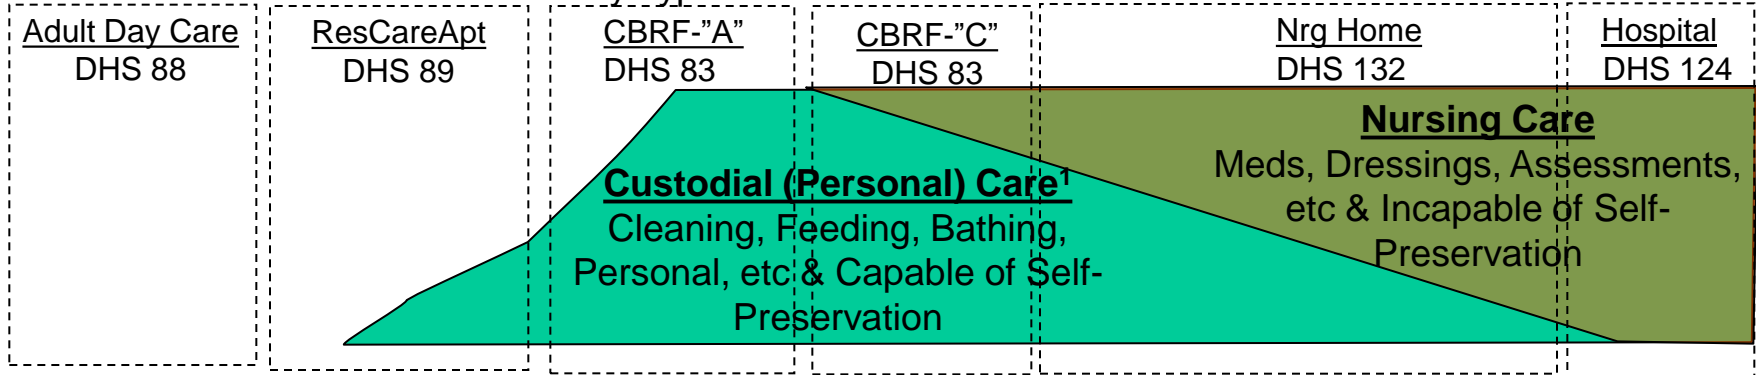 Adult Day Care
DHS 88
ResCareApt
DHS 89
CBRF-”A”
DHS 83
CBRF-”C”
DHS 83
Nrg Home
DHS 132
Hospital
DHS 124
Custodial (Personal) Care¹
Cleaning, Feeding, Bathing,
Personal, etc & Capable of Self-
Preservation
Nursing Care
Meds, Dressings, Assessments,
etc & Incapable of Self-
Preservation